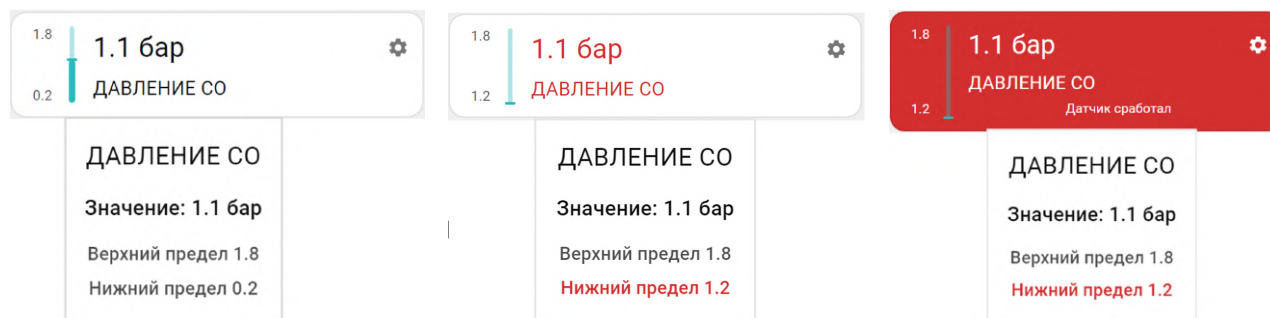 1.8
1.1 бар
0.2
ДАВЛЕНИЕ СО
ДАВЛЕНИЕ СО
Значение: 1.1 бар
Верхний предел 1.8
Нижний предел 0.2
1.8
1.1 бар
1.2
ДАВЛЕНИЕ СО
ДАВЛЕНИЕ СО
Значение: 1.1 бар
Верхний предел 1.8
Нижний предел 1.2
1.8
1.1 бар
ДАВЛЕНИЕ СО
1.2
Датчик сработал
ДАВЛЕНИЕ СО
Значение: 1.1 бар
Верхний предел 1.8
Нижний предел 1.2